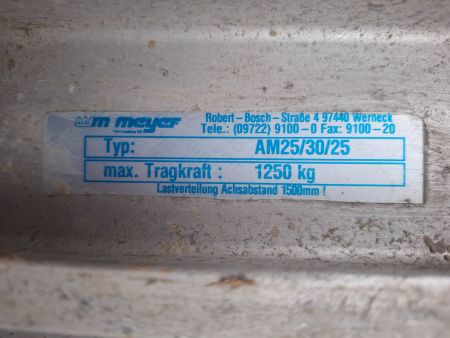 wm meyer
Robert-Bosch-Straße 4 97440 Werneck
Tele.: (09722) 9100-0 Fax: 9100-20
Typ: AM25/30/25
max. Tragkraft : 1250 kg
Lastverteilung Achsabstand 1500mm !